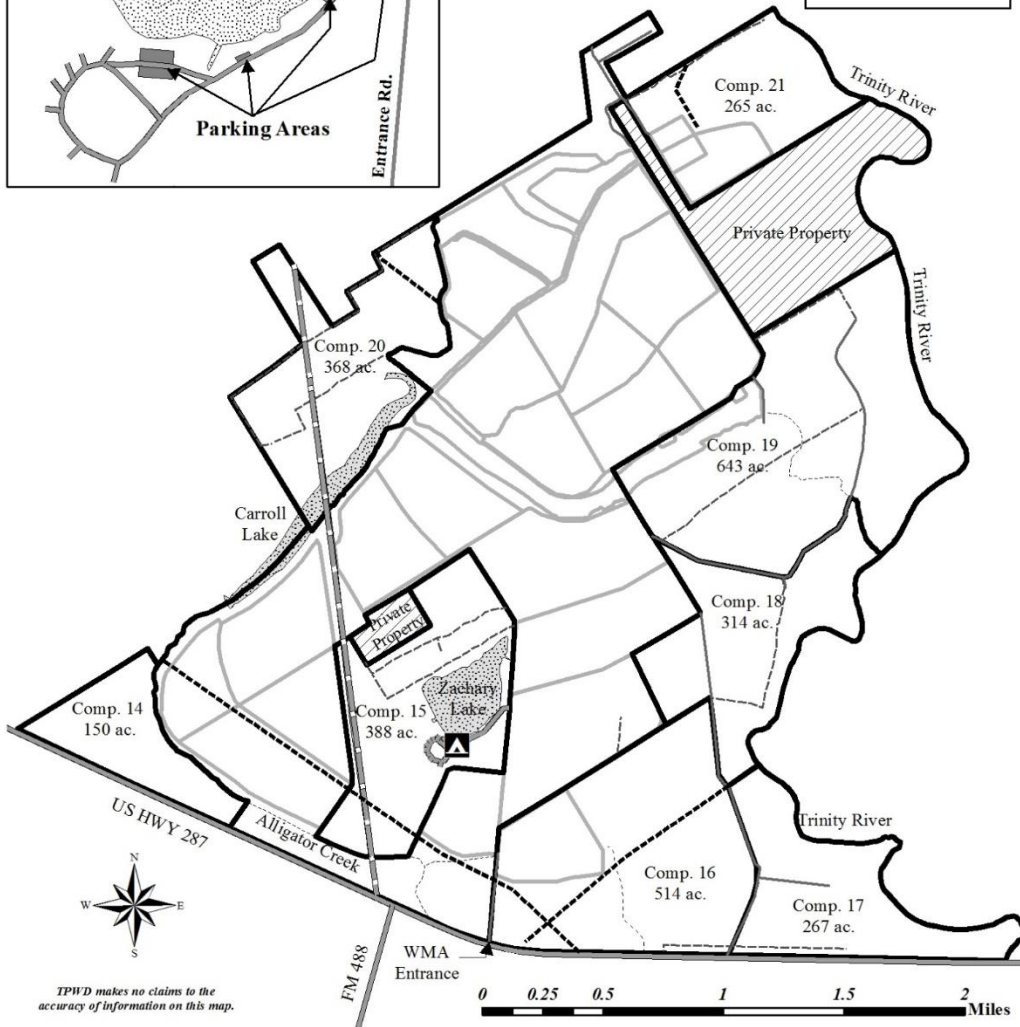 Parking Areas
Entrance Rd.
Comp. 21
265 ac.
Trinity River
Private Property
Trinity River
Comp. 20
368 ac.
Comp. 19
643 ac.
Carroll
Lake
Comp. 18
314 ac.
Private
Property
Zachary
Lake
Comp. 15
388 ac.
Comp. 14
150 ac.
US HWY 287
Alligator Creek
Trinity River
Comp. 16
514 ac.
Comp. 17
267 ac.
N
W
E
S
FM 488
WMA
Entrance
TPWD makes no claims to the
accuracy of information on this map.
0 0.25 0.5 1 1.5 2
Miles